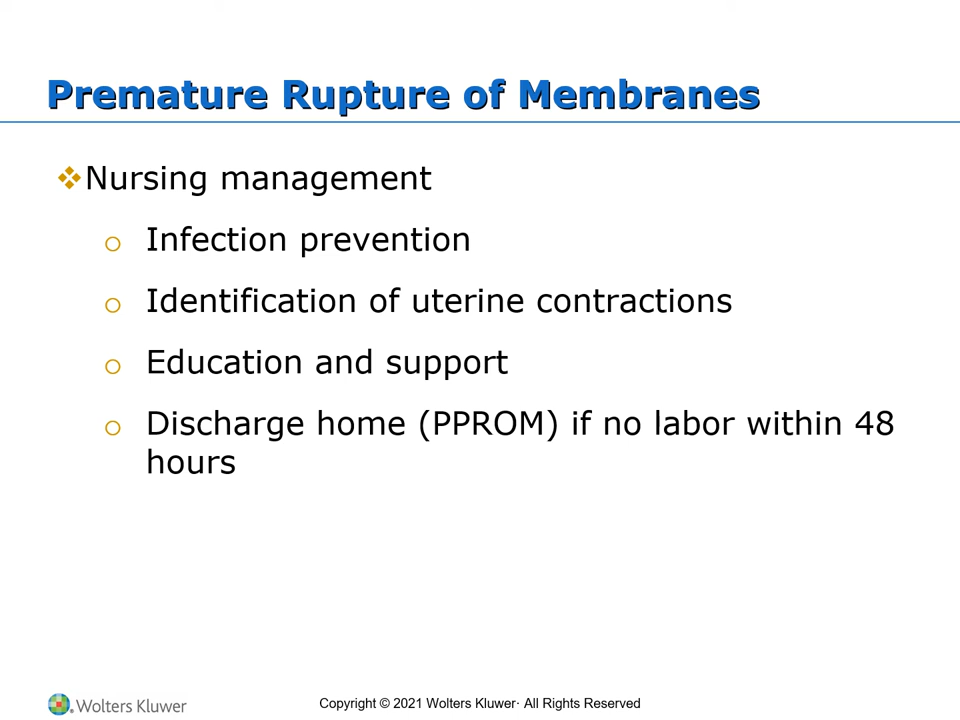 Premature Rupture of Membranes
Nursing management
Infection prevention
Identification of uterine contractions
Education and support
Discharge home (PPROM) if no labor within 48
hours
Wolters Kluwer
Copyright © 2021 Wolters Kluwer· All Rights Reserved